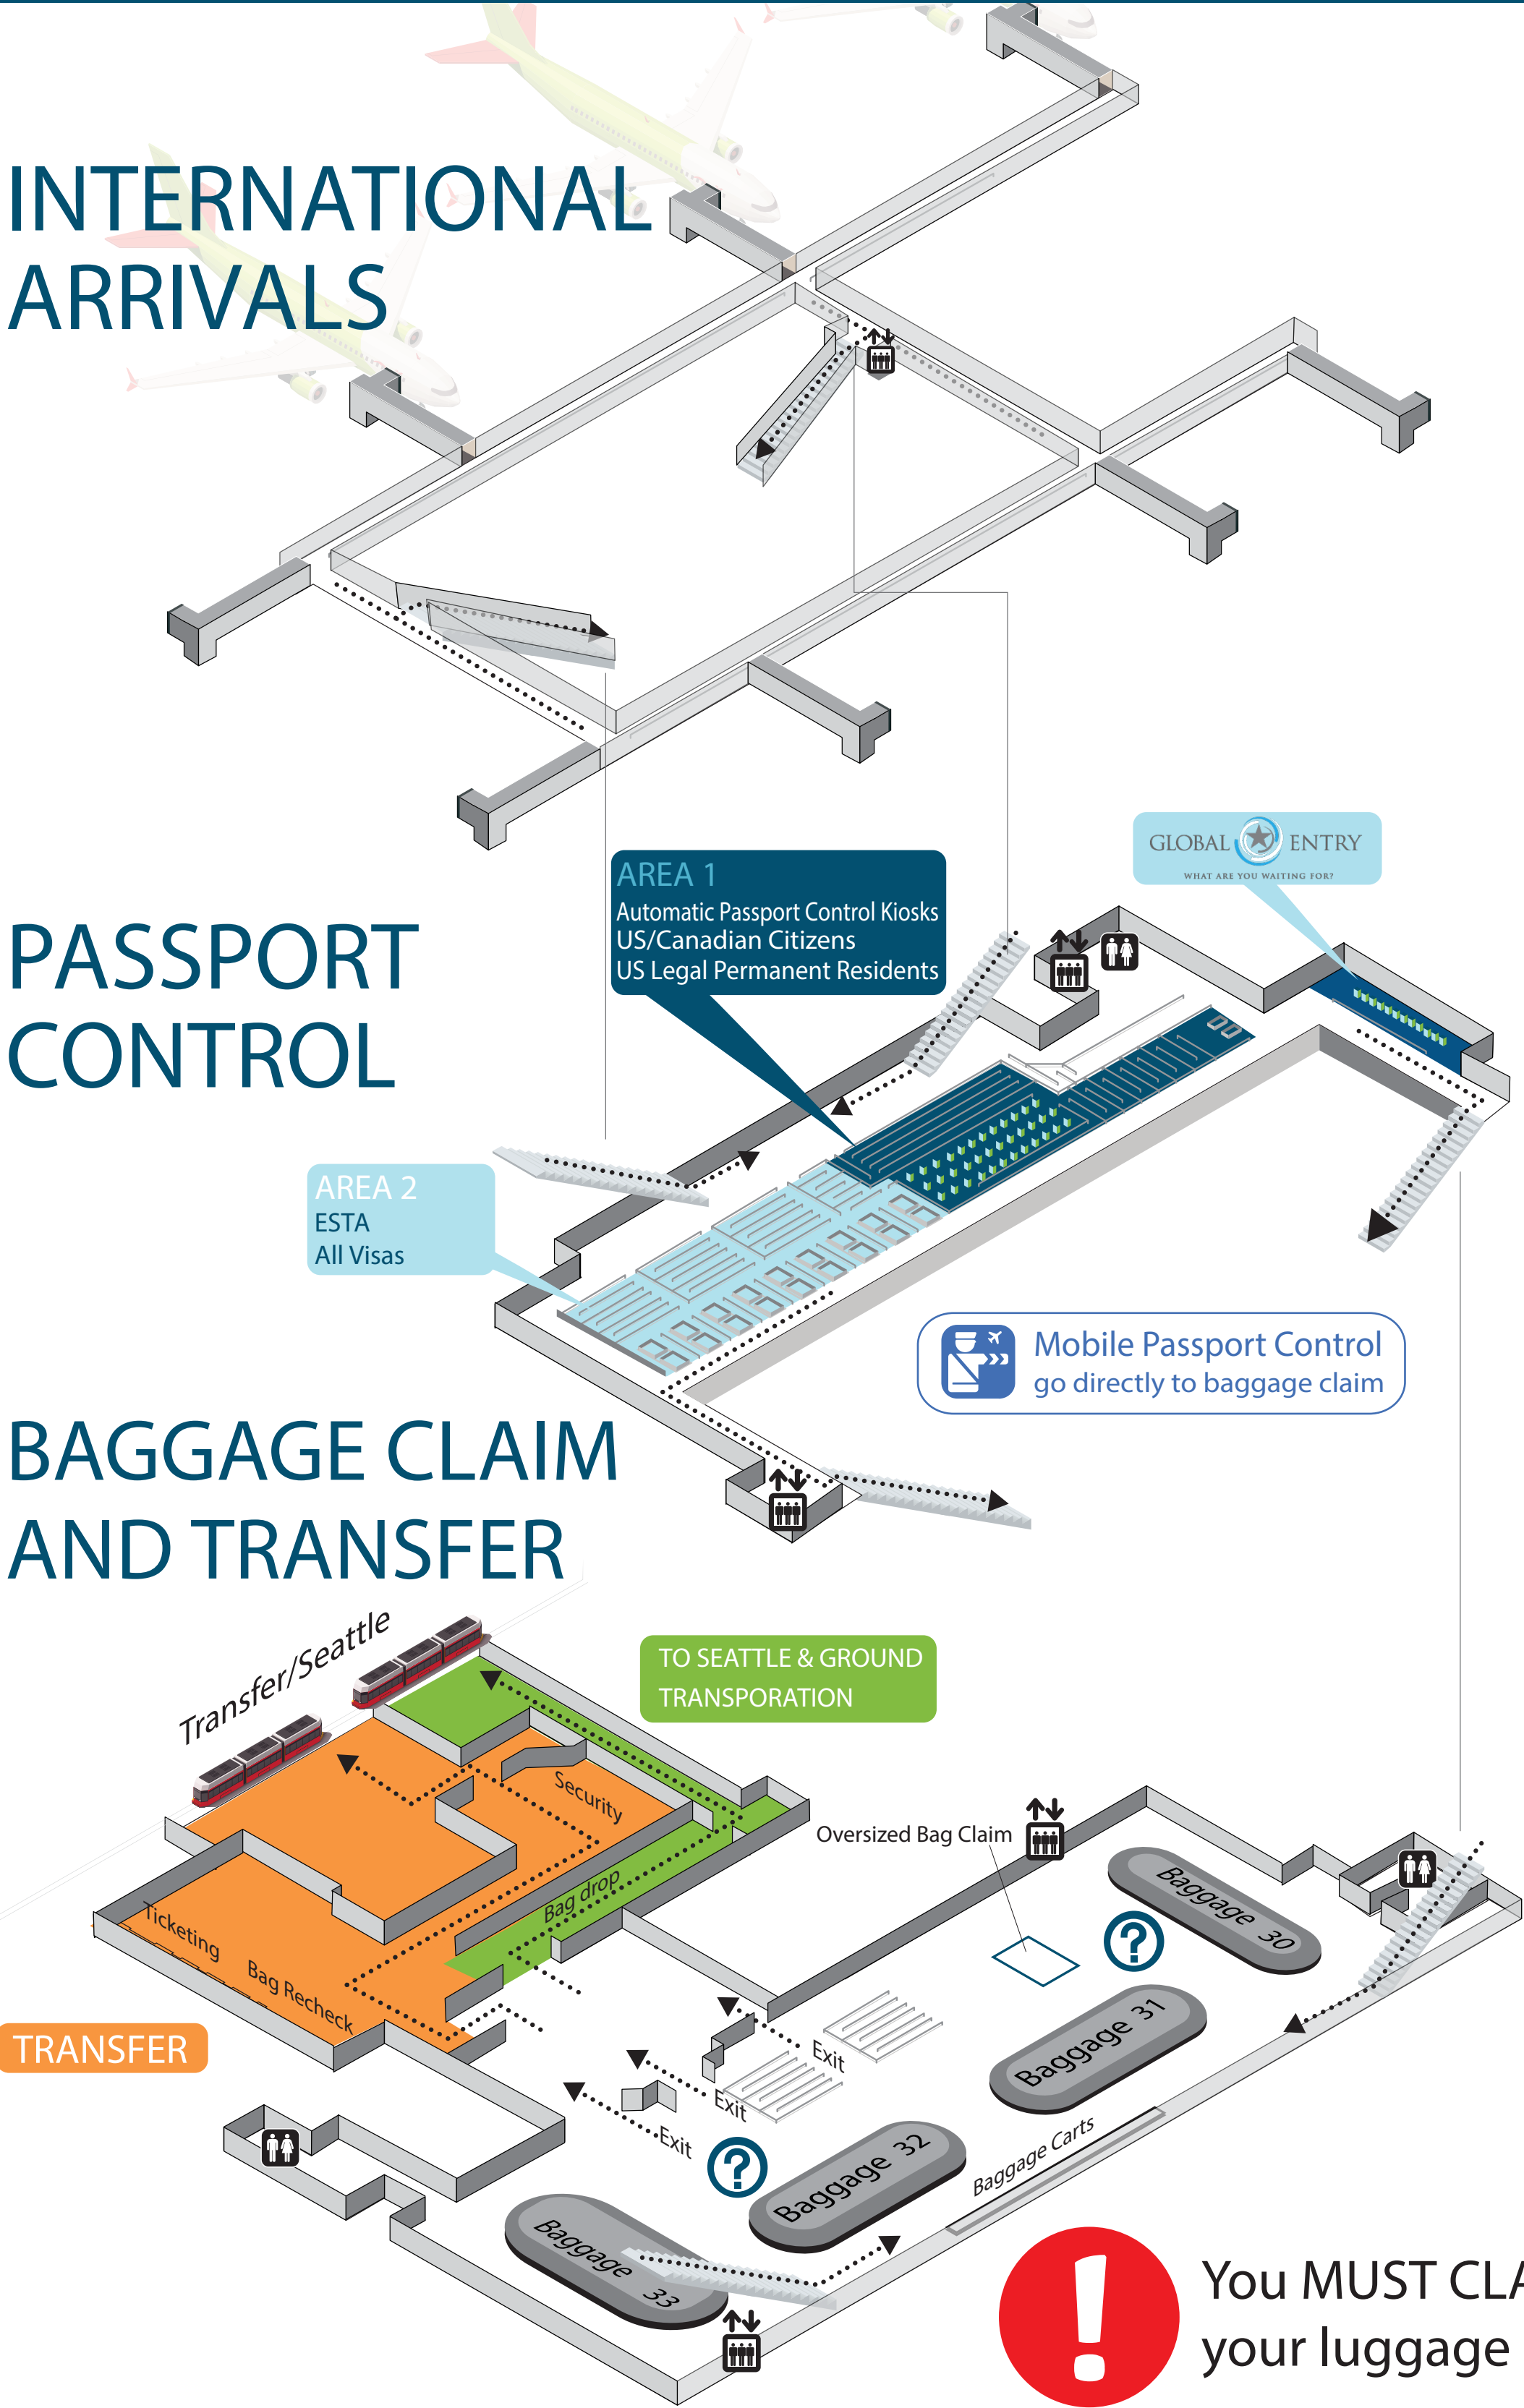 INTERNATIONAL
ARRIVALS
GLOBAL ENTRY
WHAT ARE YOU WAITING FOR?
AREA 1
Automatic Passport Control Kiosks
US/Canadian Citizens
US Legal Permanent Residents
PASSPORT
CONTROL
AREA 2
ESTA
All Visas
Mobile Passport Control
go directly to baggage claim
BAGGAGE CLAIM
AND TRANSFER
Transfer/Seattle
TO SEATTLE & GROUND
TRANSPORATION
Security
Oversized Bag Claim
Bag drop
Baggage 30
Ticketing
Bag Recheck
Baggage 31
TRANSFER
Exit
Exit
Exit
Baggage 32
Baggage Carts
Baggage 33
You MUST CLA
your luggage